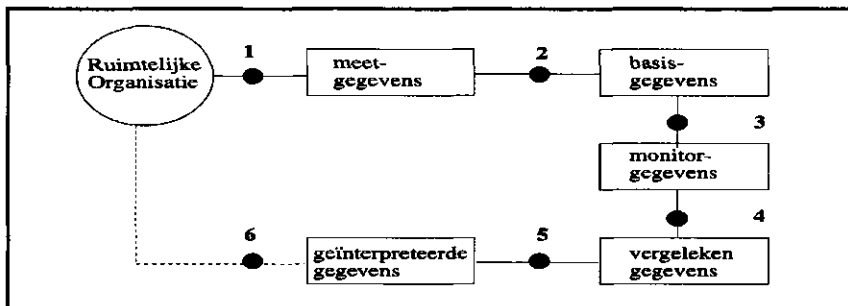 1
2
Ruimtelijke
Organisatie
meet-
gegevens
basis-
gegevens
3
monitor-
gegevens
4
6
5
geïnterpreteerde
gegevens
vergeleken
gegevens